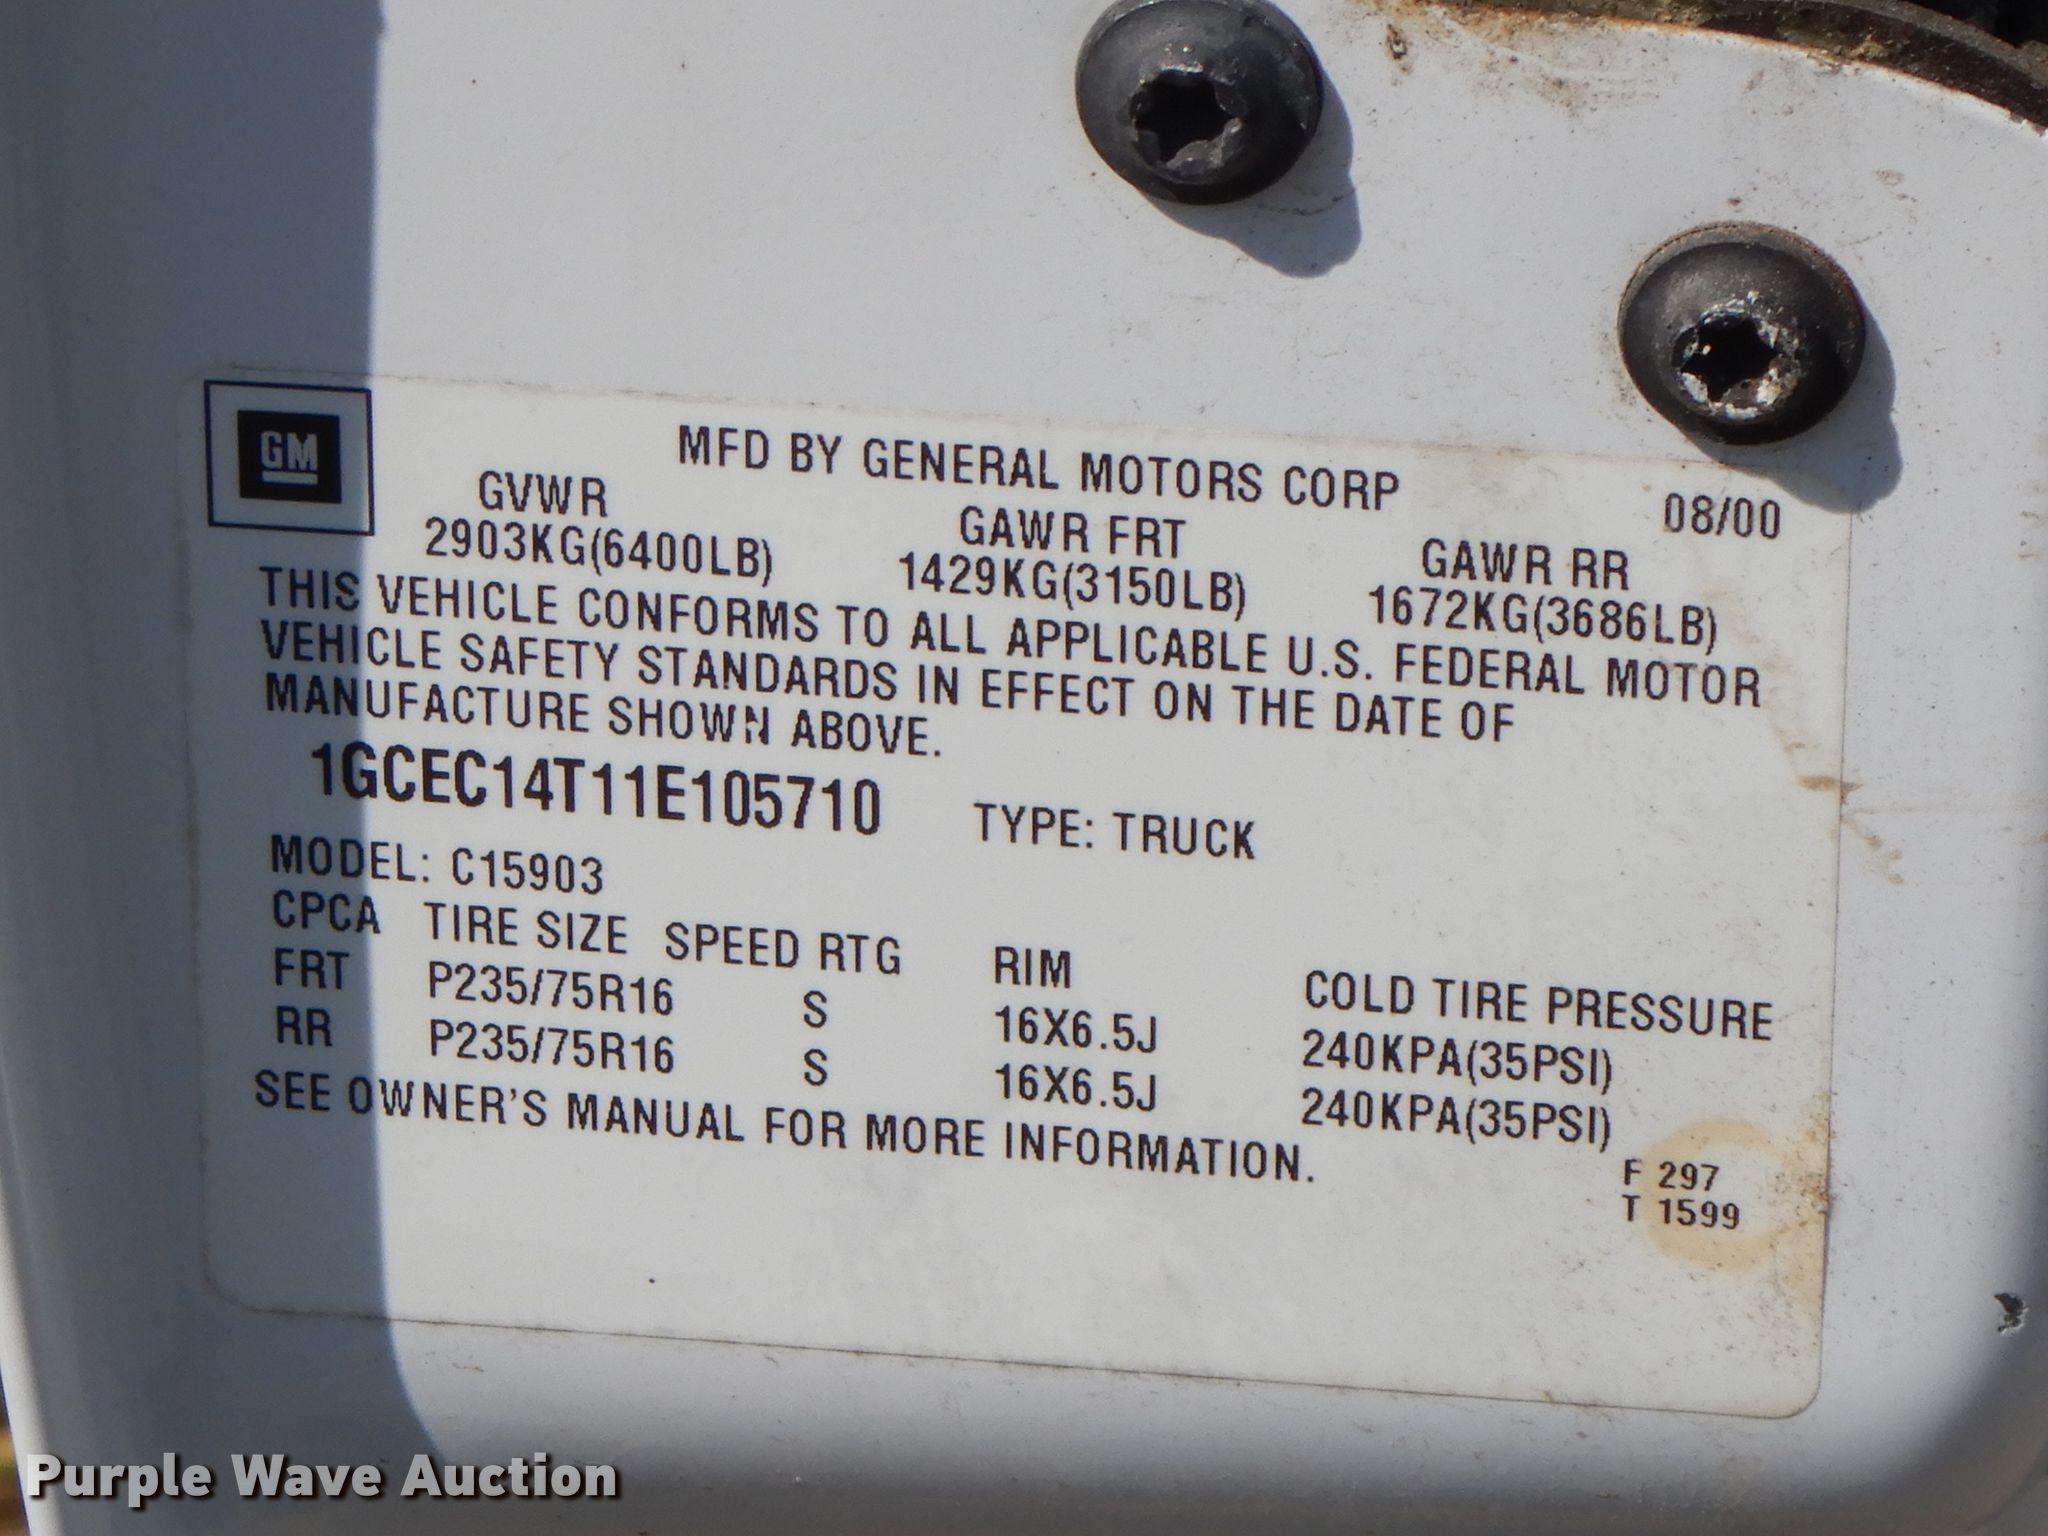 GM
MFD BY GENERAL MOTORS CORP
08/00
GVWR
GAWR FRT
GAWR RR
2903KG(6400LB)
1429KG(3150LB)
1672KG(3686LB)
THIS VEHICLE CONFORMS TO ALL APPLICABLE U.S. FEDERAL MOTOR
VEHICLE SAFETY STANDARDS IN EFFECT ON THE DATE OF
MANUFACTURE SHOWN ABOVE.
1GCEC14T11E105710 TYPE: TRUCK
MODEL: C15903
CPCA TIRE SIZE SPEED RTG RIM COLD TIRE PRESSURE
FRT P235/75R16 S 16X6.5J 240KPA(35PSI)
RR P235/75R16 S 16X6.5J 240KPA(35PSI)
SEE OWNER'S MANUAL FOR MORE INFORMATION.
F 297
T 1599
Purple Wave Auction